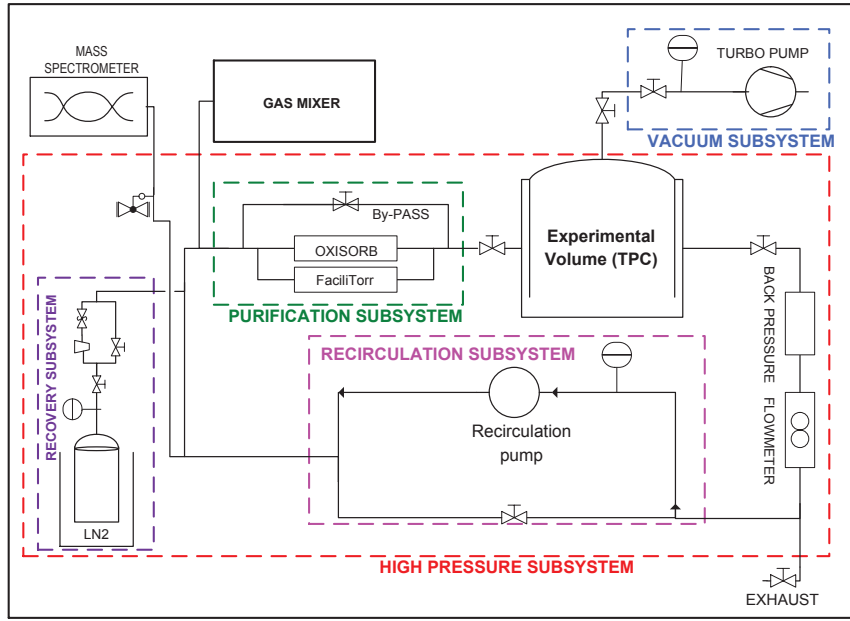 MASS
SPECTROMETER
GAS MIXER
TURBO PUMP
VACUUM SUBSYSTEM
By-PASS
OXISORB
FaciliTorr
PURIFICATION SUBSYSTEM
Experimental
Volume (TPC)
BACK PRESSURE
FLOWMETER
RECOVERY SUBSYSTEM
LN2
RECIRCULATION SUBSYSTEM
Recirculation
pump
HIGH PRESSURE SUBSYSTEM
EXHAUST